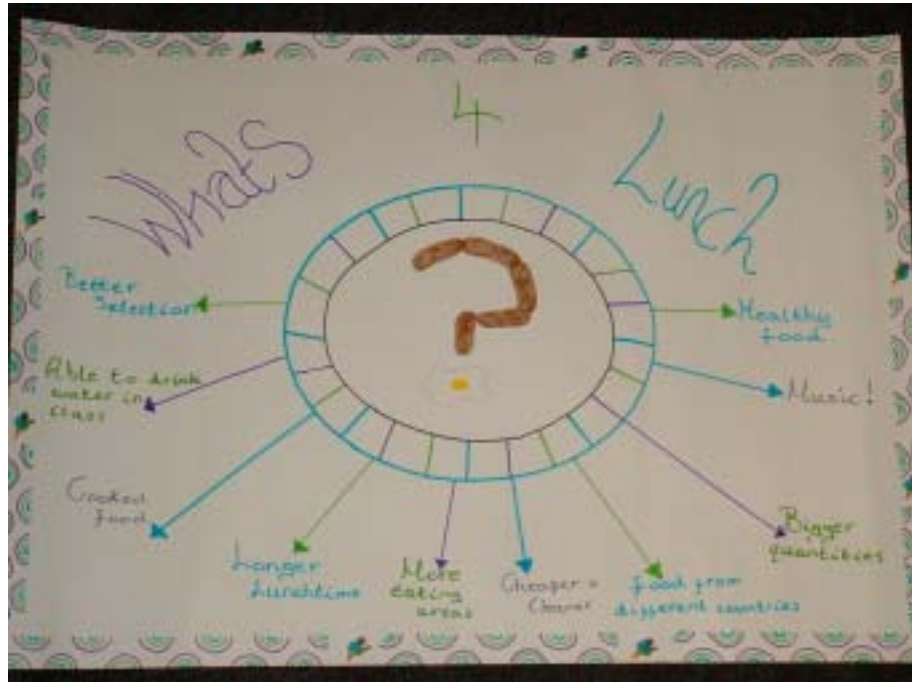 Whats
4
Lunch
Better
Selection
Able to drink
water in
class
Cooked
food
Longer
Lunchtime
More
eating
areas
Cheaper +
Cleaner
food from
different countries
Bigger
quantities
Music!
Healthy
food